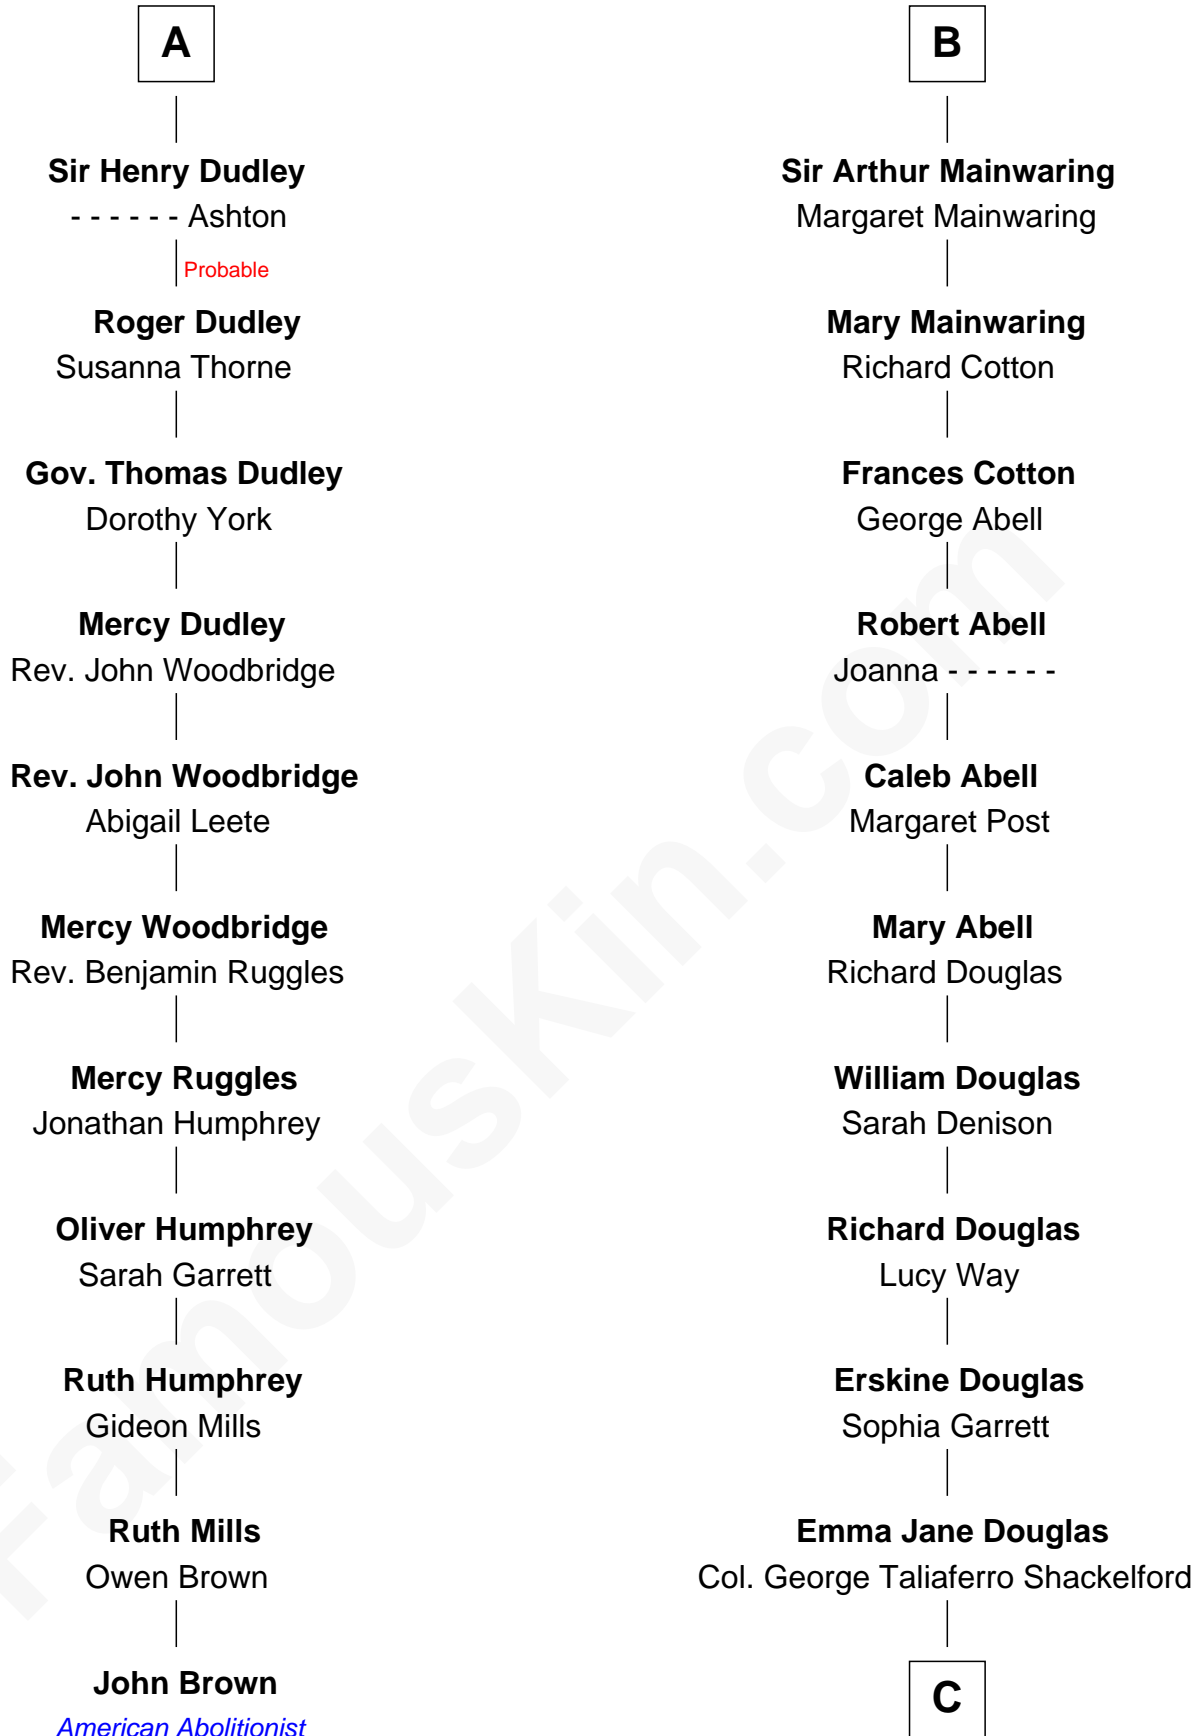 A
Sir Henry Dudley
- - - - - - Ashton
Probable
Roger Dudley
Susanna Thorne
Gov. Thomas Dudley
Dorothy York
Mercy Dudley
Rev. John Woodbridge
Rev. John Woodbridge
Abigail Leete
Mercy Woodbridge
Rev. Benjamin Ruggles
Mercy Ruggles
Jonathan Humphrey
Oliver Humphrey
Sarah Garrett
Ruth Humphrey
Gideon Mills
Ruth Mills
Owen Brown
John Brown
American Abolitionist
B
Sir Arthur Mainwaring
Margaret Mainwaring
Mary Mainwaring
Richard Cotton
Frances Cotton
George Abell
Robert Abell
Joanna - - - - - -
Caleb Abell
Margaret Post
Mary Abell
Richard Douglas
William Douglas
Sarah Denison
Richard Douglas
Lucy Way
Erskine Douglas
Sophia Garrett
Emma Jane Douglas
Col. George Taliaferro Shackelford
C
FamousKin.com